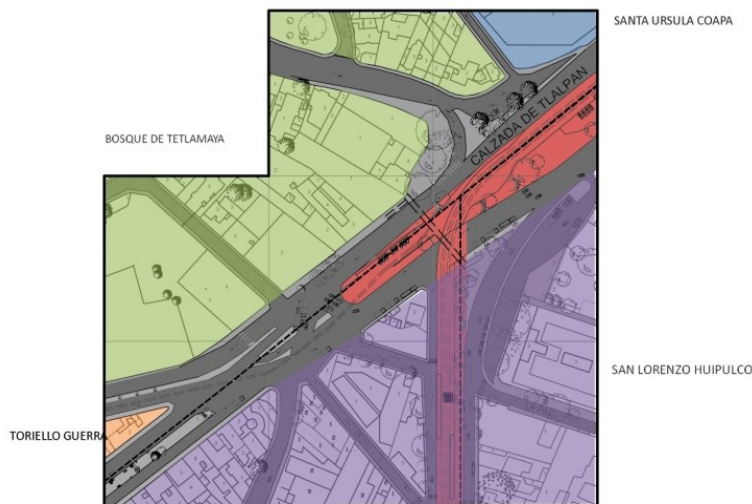 SANTA URSULA COAPA
CALZADA DE TLALPAN
BOSQUE DE TETLAMAYA
SAN LORENZO HUIPULCO
TORIELLO GUERRA